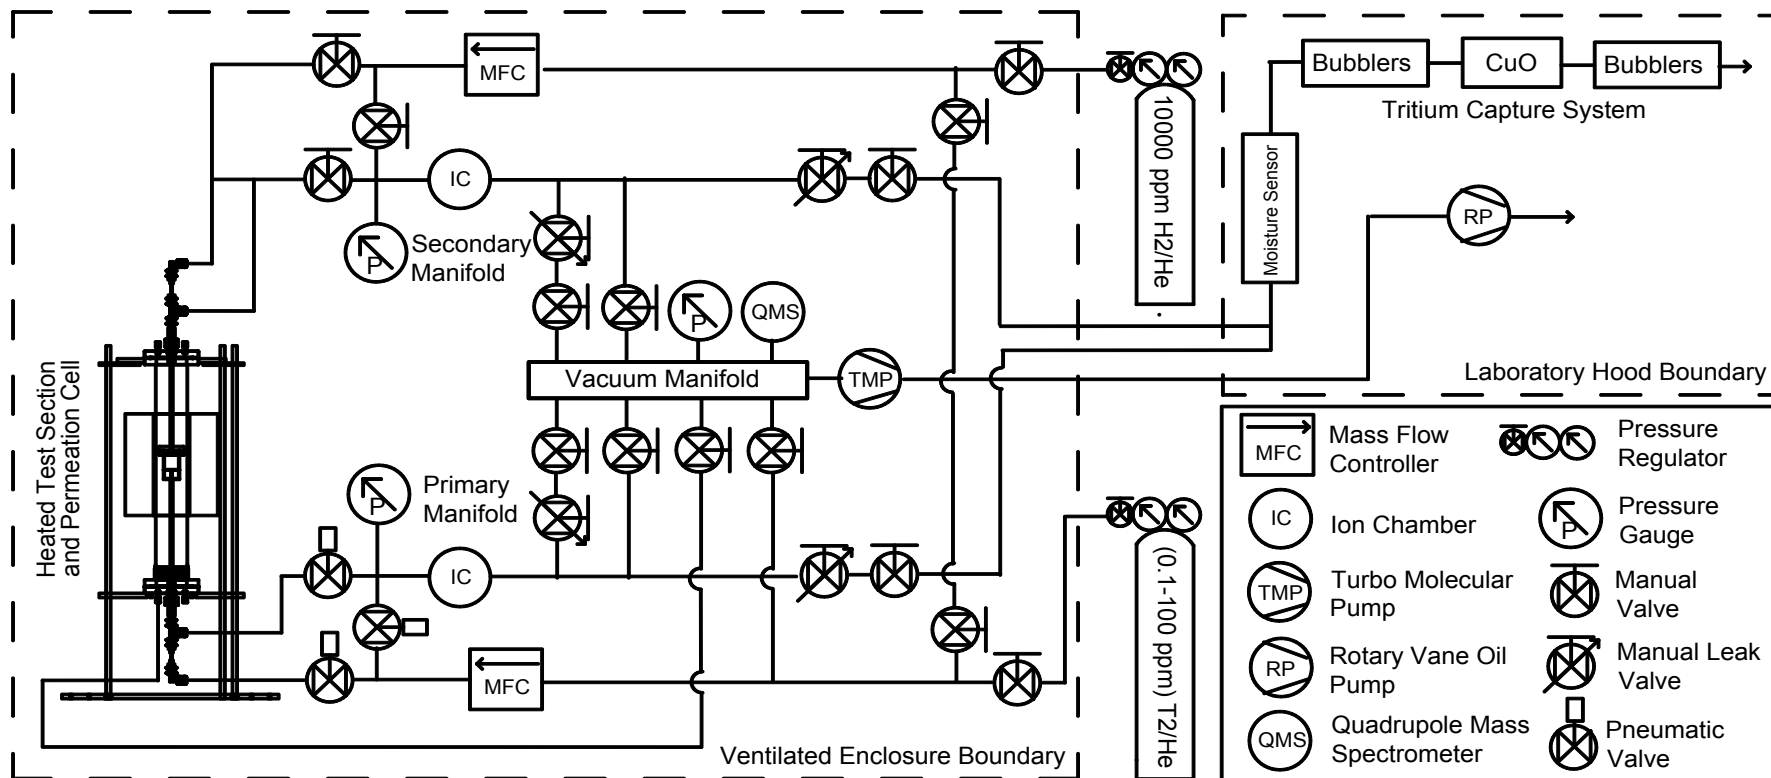 MFC
IC
P
Secondary
Manifold
P
QMS
Vacuum Manifold
TMP
Heated Test Section
and Permeation Cell
P
Primary
Manifold
IC
MFC
Ventilated Enclosure Boundary
10000 ppm H2/He
(0.1-100 ppm) T2/He
Bubblers
CuO
Bubblers
Tritium Capture System
Moisture Sensor
RP
Laboratory Hood Boundary
MFC
Mass Flow
Controller
Pressure
Regulator
IC
Ion Chamber
P
Pressure
Gauge
TMP
Turbo Molecular
Pump
Manual
Valve
RP
Rotary Vane Oil
Pump
Manual Leak
Valve
QMS
Quadrupole Mass
Spectrometer
Pneumatic
Valve